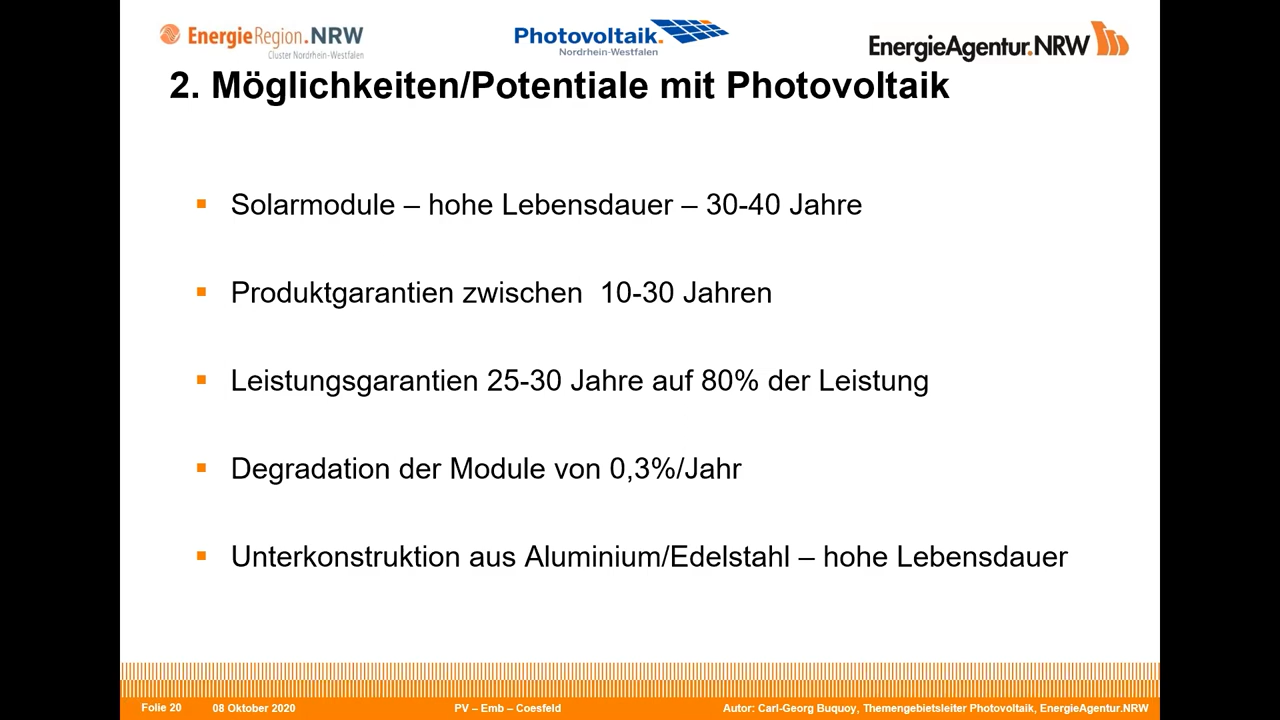 EnergieRegion.NRW
Cluster Nordrhein-Westfalen
Photovoltaik.
Nordrhein-Westfalen
EnergieAgentur.NRW
2. Möglichkeiten/Potentiale mit Photovoltaik
▪ Solarmodule – hohe Lebensdauer – 30-40 Jahre
▪ Produktgarantien zwischen  10-30 Jahren
▪ Leistungsgarantien 25-30 Jahre auf 80% der Leistung
▪ Degradation der Module von 0,3%/Jahr
▪ Unterkonstruktion aus Aluminium/Edelstahl – hohe Lebensdauer
Folie 20 08 Oktober 2020 PV – Emb – Coesfeld Autor: Carl-Georg Buquoy, Themengebietsleiter Photovoltaik, EnergieAgentur.NRW